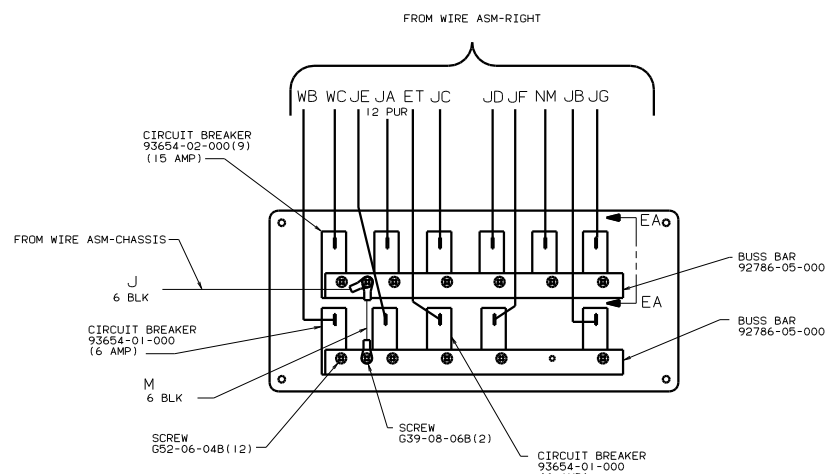 FROM WIRE ASM-RIGHT
WB WC JE JA ET JC JD JF NM JB JG
12 PUR
CIRCUIT BREAKER
93654-02-000(9)
(15 AMP)
EA
FROM WIRE ASM-CHASSIS
BUSS BAR
92786-05-000
J
6 BLK
EA
CIRCUIT BREAKER
93654-01-000
(6 AMP)
BUSS BAR
92786-05-000
M
6 BLK
SCREW
G52-06-04B(12)
SCREW
G39-08-06B(2)
CIRCUIT BREAKER
93654-01-000